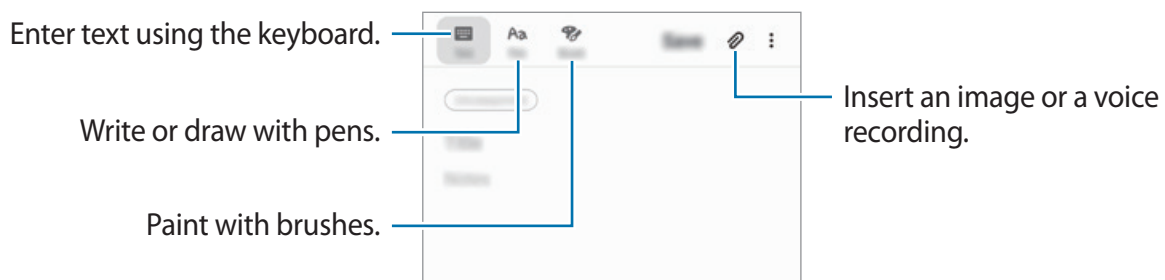 Enter text using the keyboard.
Aa
Write or draw with pens.
Paint with brushes.
Insert an image or a voice
recording.